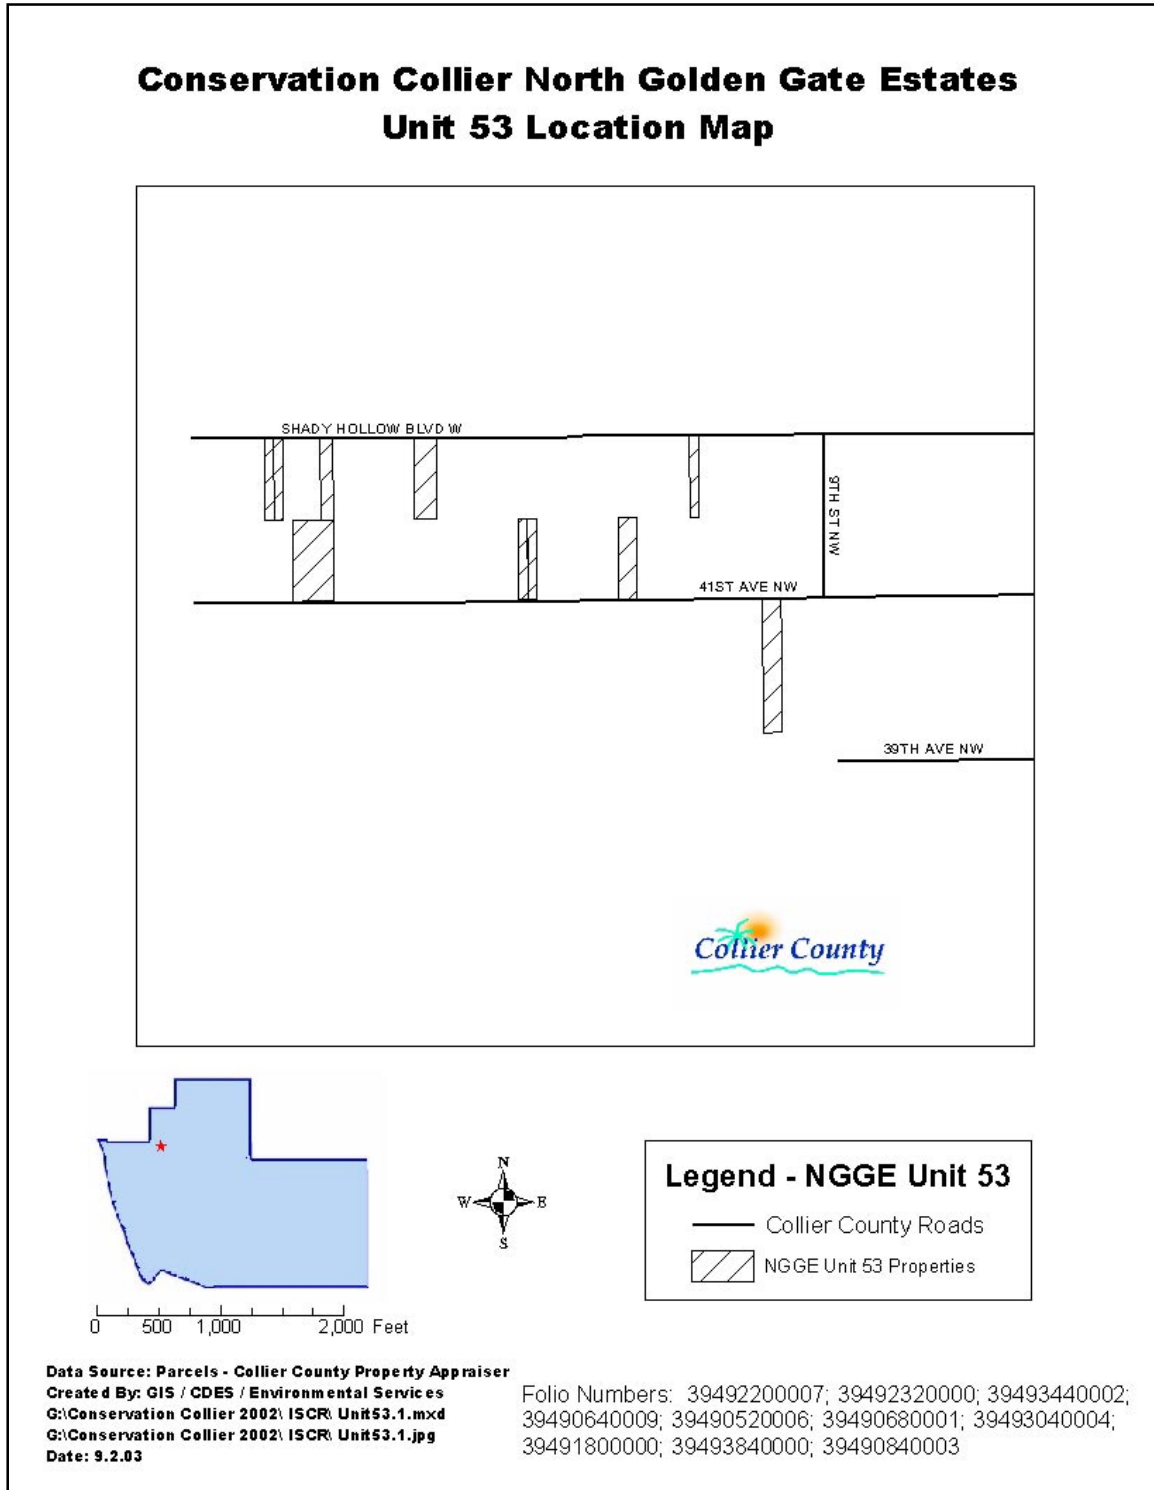 Conservation Collier North Golden Gate Estates
Unit 53 Location Map
SHADY HOLLOW BLVD W
9TH ST NW
41ST AVE NW
39TH AVE NW
Collier County
N
W E
S
Legend - NGGE Unit 53
Collier County Roads
NGGE Unit 53 Properties
0 500 1,000 2,000 Feet
Data Source: Parcels - Collier County Property Appraiser
Created By: GIS / CDES / Environmental Services
G:\Conservation Collier 2002\ ISCR\ Unit53.1.mxd
G:\Conservation Collier 2002\ ISCR\ Unit53.1.jpg
Date: 9.2.03
Folio Numbers: 39492200007; 39492320000; 39493440002;
39490640009; 39490520006; 39490680001; 39493040004;
39491800000; 39493840000; 39490840003